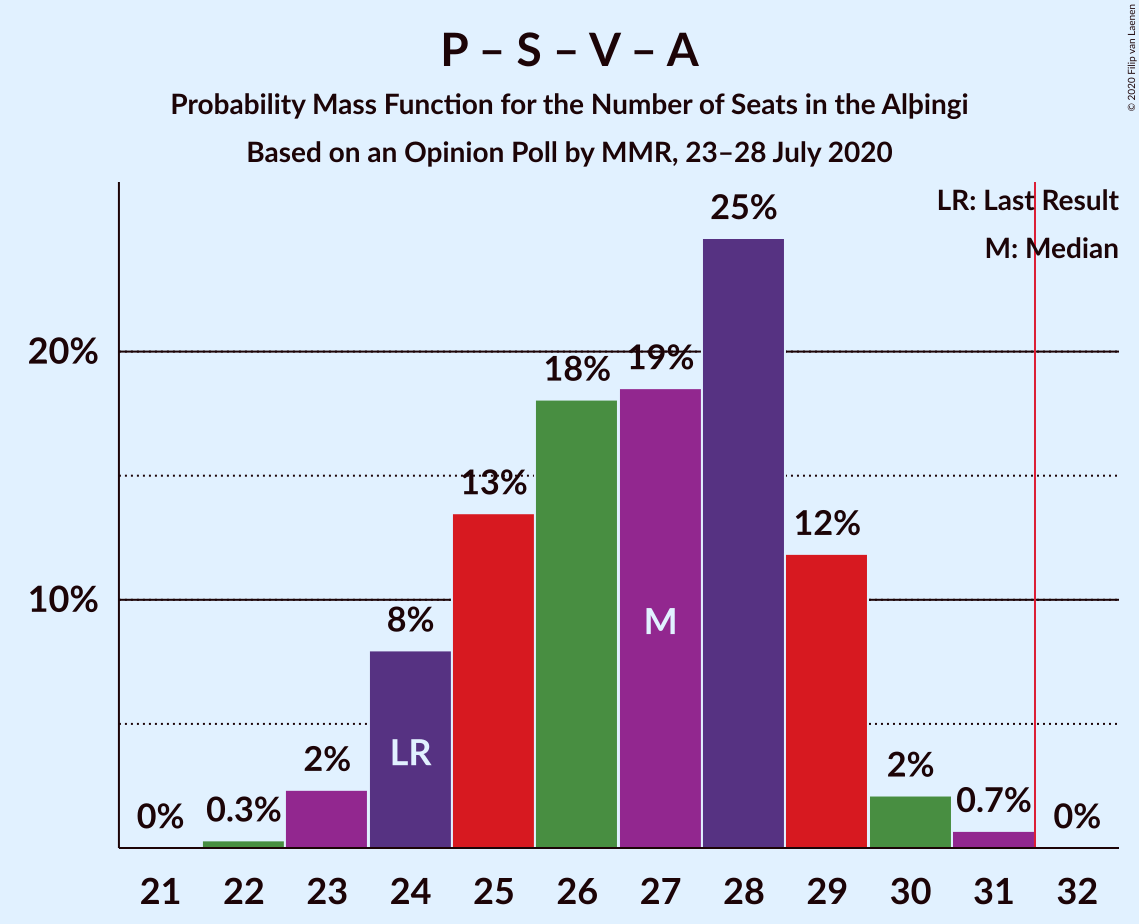 P – S – V – A
Probability Mass Function for the Number of Seats in the Alþingi
Based on an Opinion Poll by MMR, 23–28 July 2020
© 2020 Filip van Laenen
LR: Last Result
M: Median
25%
20%
19%
18%
13%
12%
10%
8%
M
LR
2%
2%
0%
0.3%
0.7%
0%
21 22 23 24 25 26 27 28 29 30 31 32